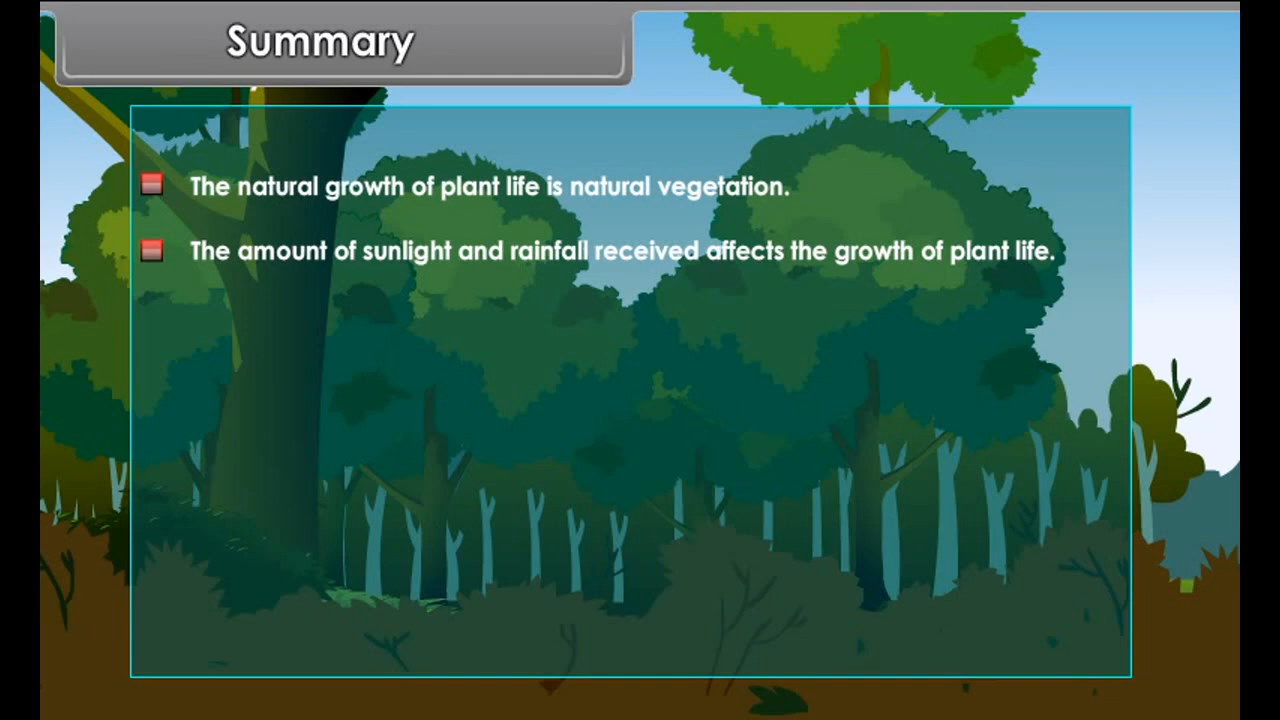 Summary
The natural growth of plant life is natural vegetation.
The amount of sunlight and rainfall received affects the growth of plant life.